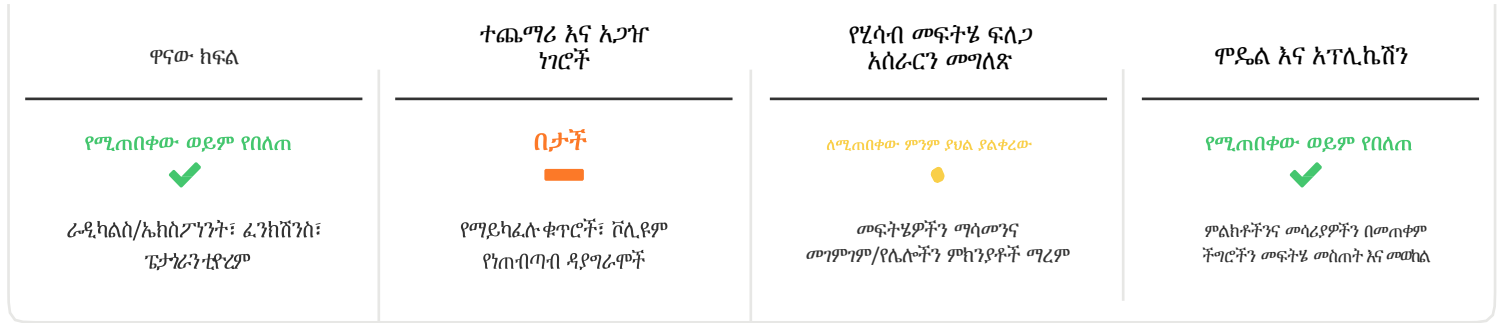 ዋናው ክፍል
የሚጠበቀው ወይም የበለጠ
ራዲካልስ/ኤክስፖነንት፣ ፈንክሽንስ፣
ፔታጎራንቲዮሪም
ተጨማሪ እና አጋዥ
ነገሮች
በታች
የማይካፈሉ ቁጥሮች፣ ቮሊዩም
የነጠብጣብ ዳያግራሞች
የሂሳብ መፍትሄ ፍለጋ
አሰራርን መግለጽ
ለሚጠበቀው ምንም ያህል ያልቀረው
መፍትሄዎችን ማሳመንና
መገምገም/የሌሎችን ምክንያቶች ማረም
ሞዴል እና አፕሊኬሽን
የሚጠበቀው ወይም የበለጠ
ምልክቶችንና መሳሪያዎችን በመጠቀም
ችግሮችን መፍትሄ መስጠት እና መወከል